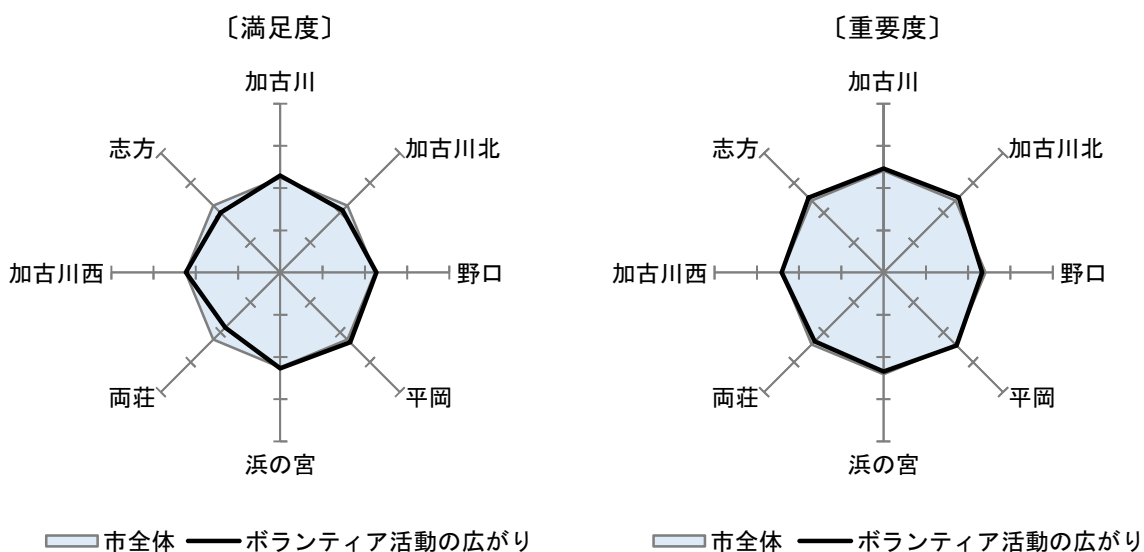 〔満足度〕
加古川
加古川北
野口
平岡
浜の宮
両荘
加古川西
志方
市全体 ボランティア活動の広がり
〔重要度〕
加古川
加古川北
野口
平岡
浜の宮
両荘
加古川西
志方
市全体 ボランティア活動の広がり